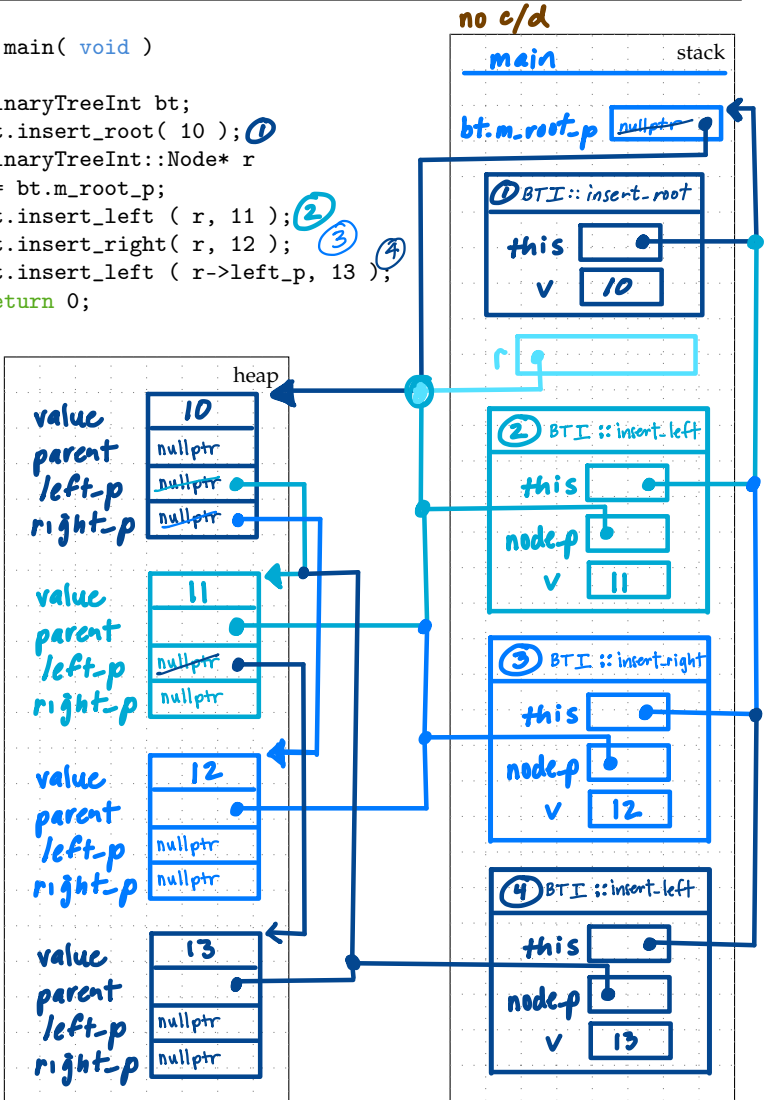 no c/d
main( void )
stack
main
naryTreeInt bt;
t.insert_root( 10 ); 1
bt.m_root_p nullptr
naryTreeInt::Node* r
= bt.m_root_p;
t.insert_left ( r, 11 ); 2
t.insert_right( r, 12 ); 3
t.insert_left ( r->left_p, 13 ); 4
eturn 0;
1 BTI :: insert_root
this
v 10
r
heap
value 10
parent nullptr
left_p nullptr
right_p nullptr
2 BTI :: insert_left
this
node_p
v 11
value 11
parent
left_p nullptr
right_p nullptr
3 BTI :: insert_right
this
node_p
v 12
value 12
parent
left_p nullptr
right_p nullptr
4 BTI :: insert_left
this
node_p
v 13
value 13
parent
left_p nullptr
right_p nullptr